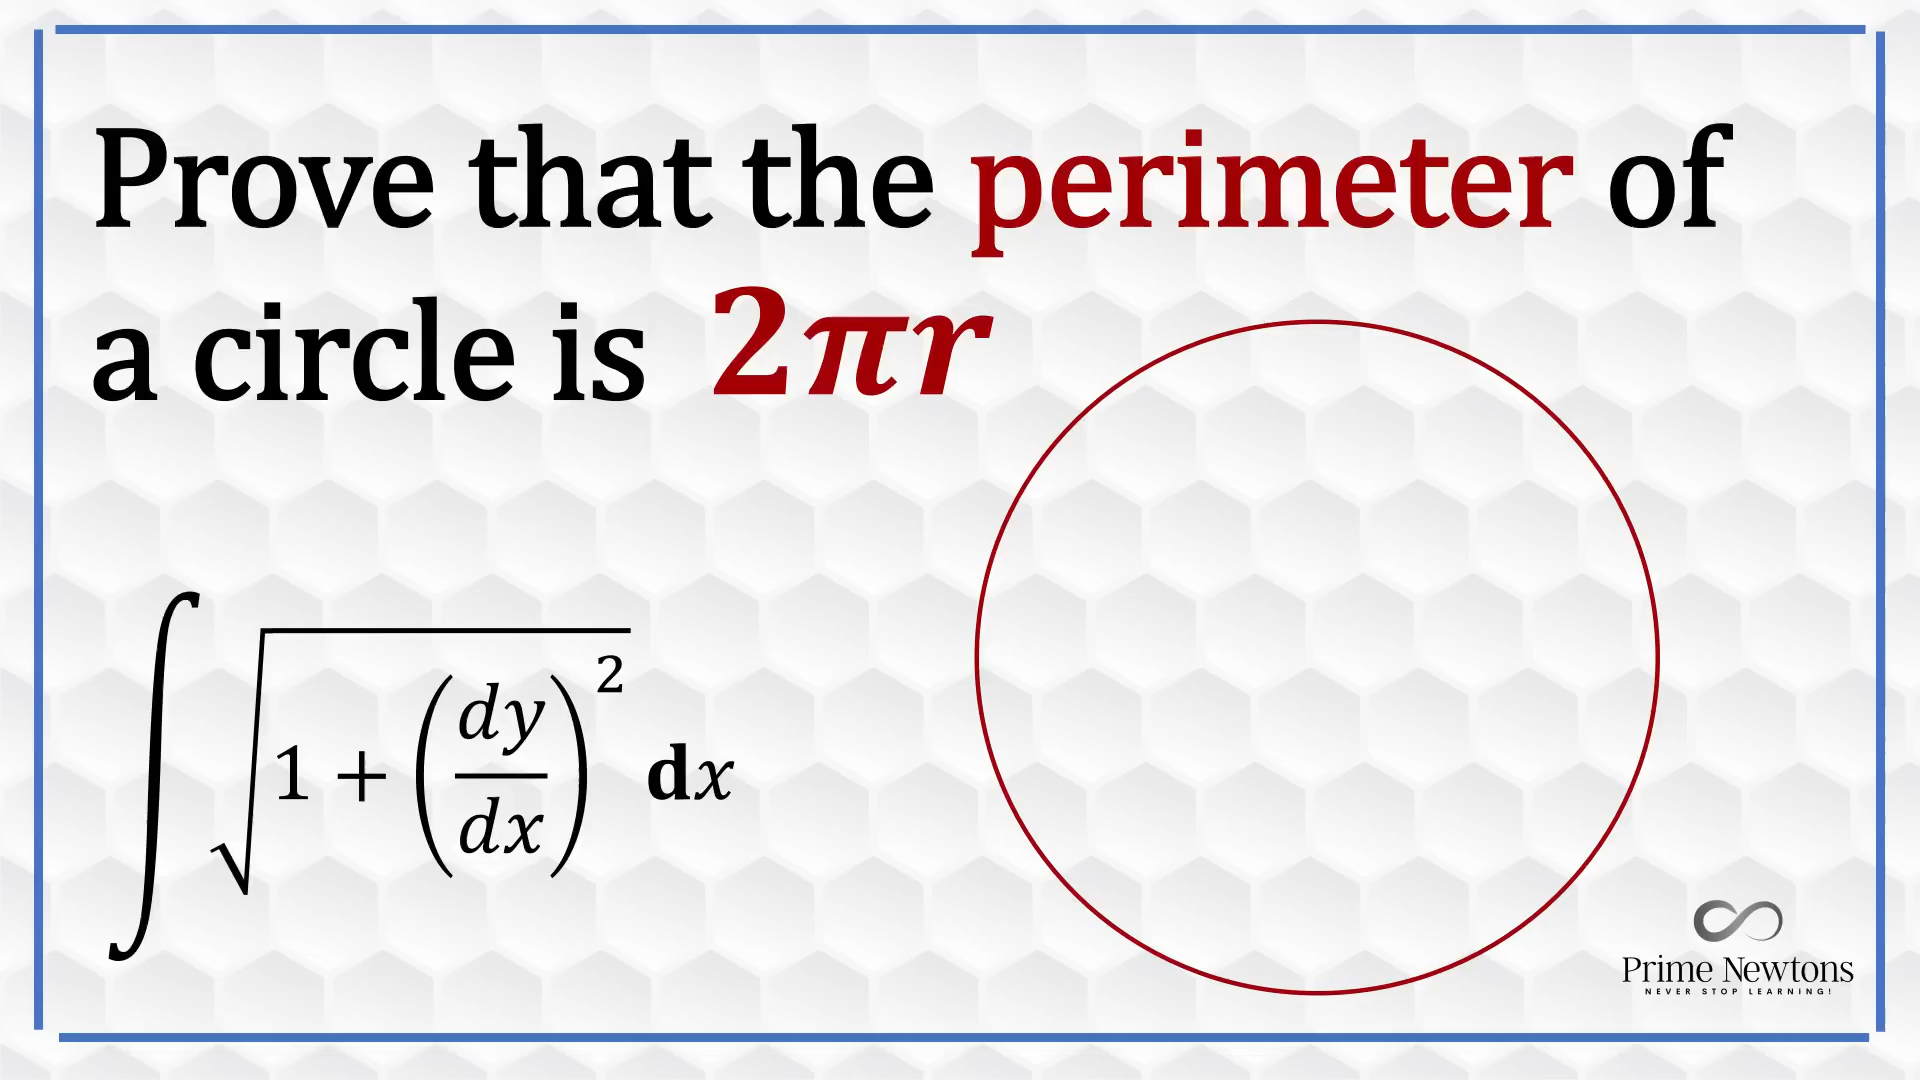 Prove that the perimeter of
a circle is 2πr
∫√(1 + (dy/dx)²) dx
Prime Newtons
NEVER STOP LEARNING!